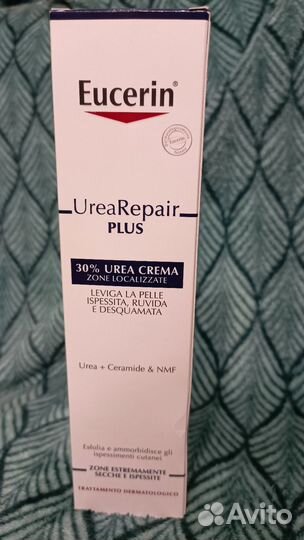 Eucerin®
Eucerin
UreaRepair
PLUS
30% UREA CREMA
ZONE LOCALIZZATE
LEVIGA LA PELLE
ISPESSITA, RUVIDA
E DESQUAMATA
Urea + Ceramide & NMF
Esfolia e ammorbidisce gli
ispessimenti cutanei
ZONE ESTREMAMENTE
SECCHE E ISPESSITE
TRATTAMENTO DERMATOLOGICO
Avito